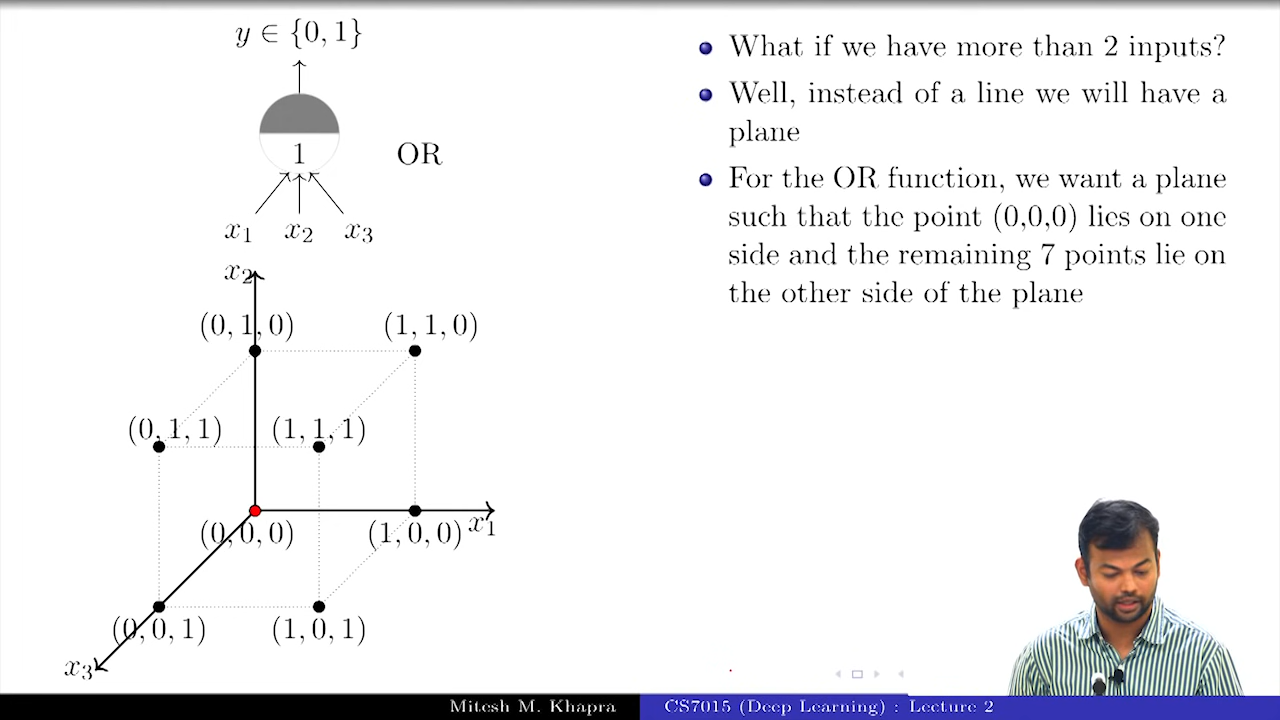 y ∈ {0, 1}
1
OR
x₁ x₂ x₃
x₂
(0, 1, 0) (1, 1, 0)
(0, 1, 1) (1, 1, 1)
(0, 0, 0) (1, 0, 0) x₁
(0, 0, 1) (1, 0, 1)
x₃
What if we have more than 2 inputs?
Well, instead of a line we will have a
plane
For the OR function, we want a plane
such that the point (0,0,0) lies on one
side and the remaining 7 points lie on
the other side of the plane
Mitesh M. Khapra CS7015 (Deep Learning) : Lecture 2